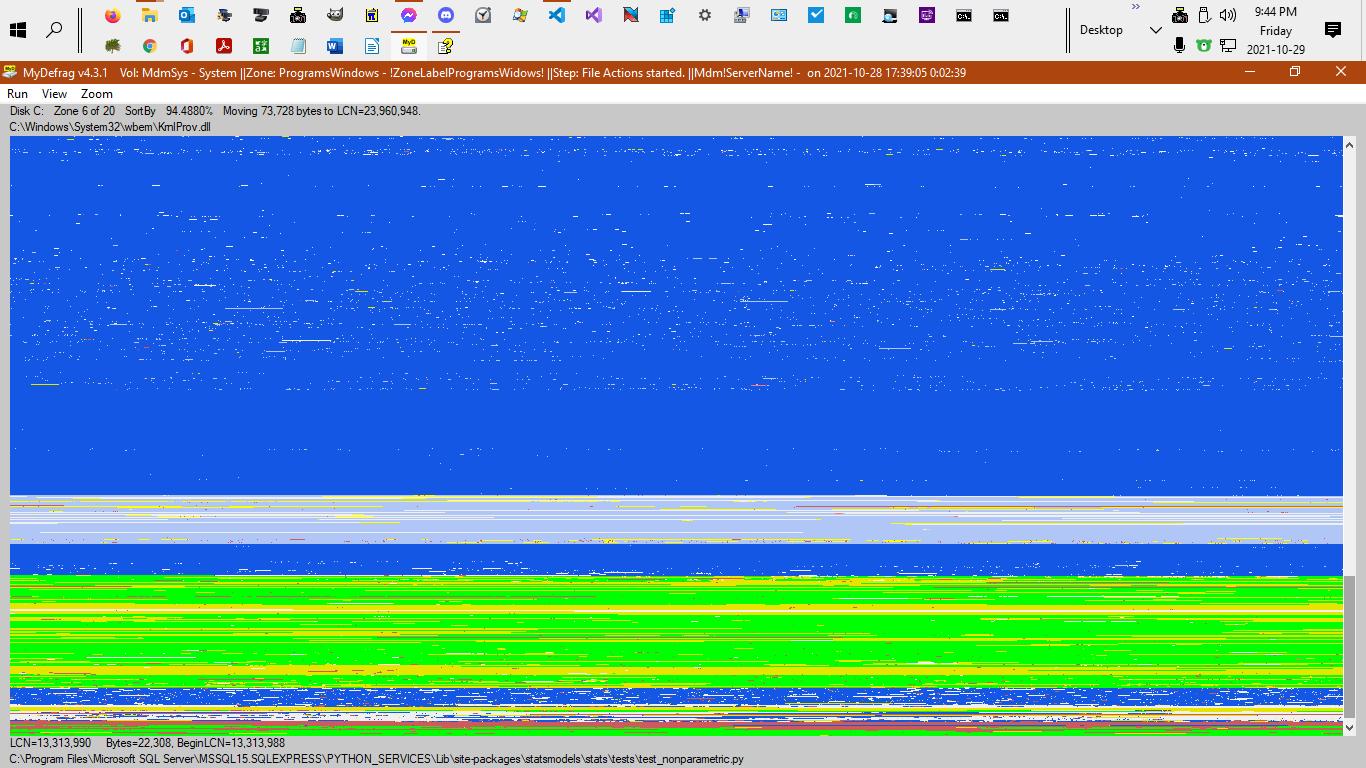 9:44 PM
Desktop
Friday
2021-10-29
MyDefrag v4.3.1 Vol: MdmSys - System ||Zone: ProgramsWindows - !ZoneLabelProgramsWidows! ||Step: File Actions started. ||Mdm!ServerName! - on 2021-10-28 17:39:05 0:02:39
Run View Zoom
Disk C: Zone 6 of 20 SortBy 94.4880% Moving 73,728 bytes to LCN=23,960,948.
C:\Windows\System32\wbem\KmlProv.dll
LCN=13,313,990 Bytes=22,308, BeginLCN=13,313,988
C:\Program Files\Microsoft SQL Server\MSSQL15.SQLEXPRESS\PYTHON_SERVICES\Lib\site-packages\statsmodels\stats\tests\test_nonparametric.py